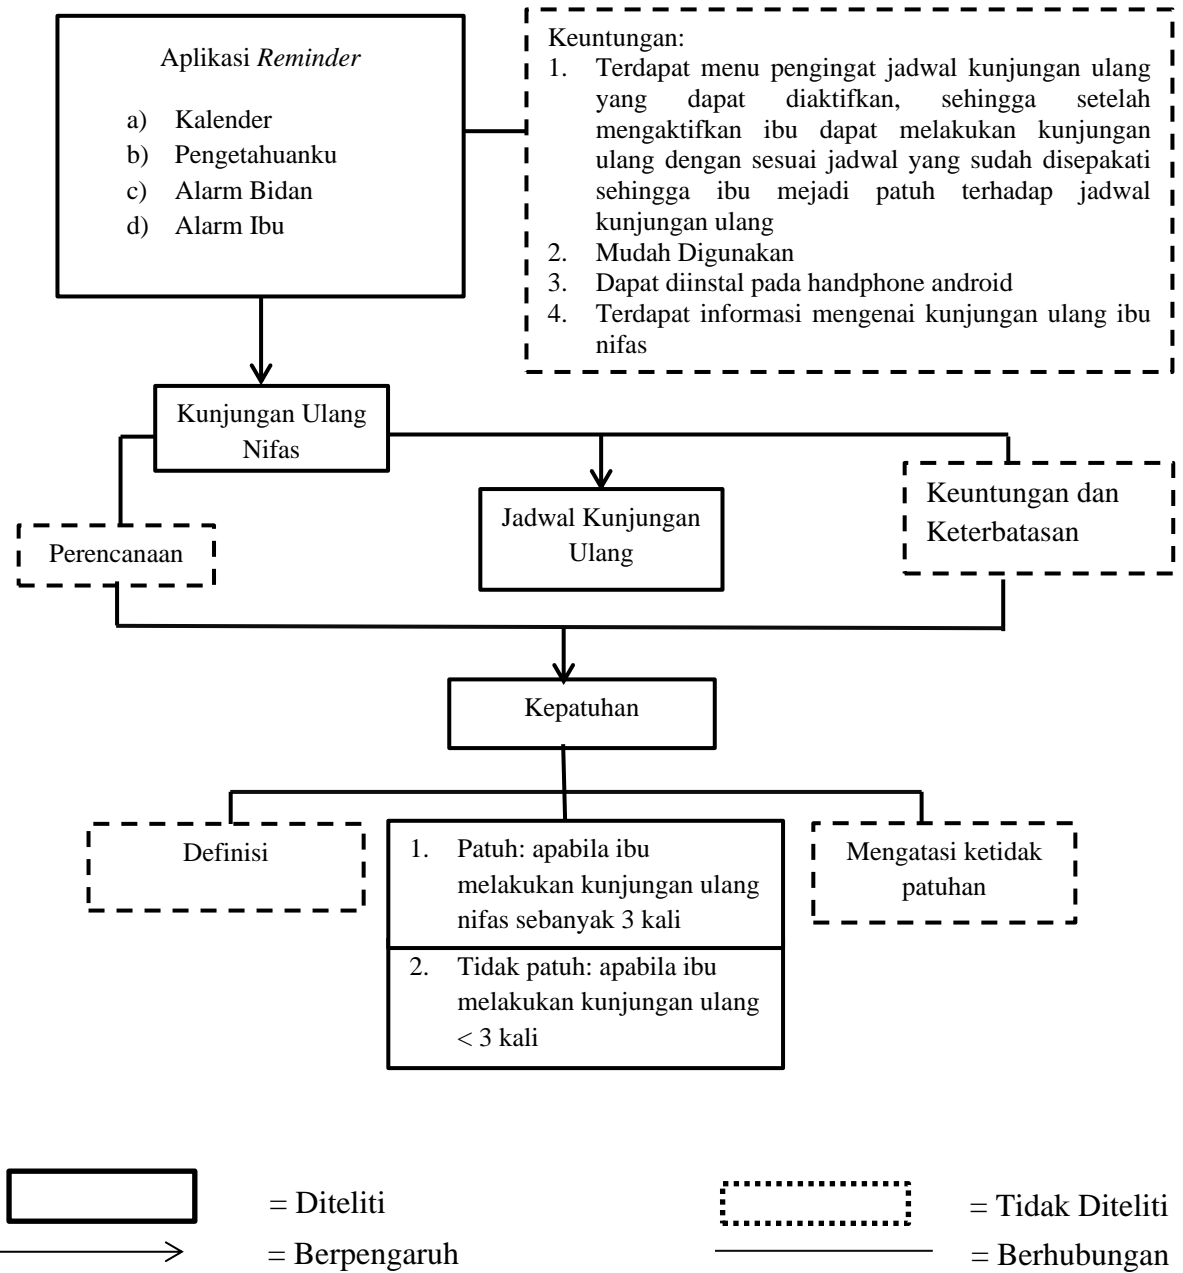 Aplikasi Reminder
a) Kalender
b) Pengetahuanku
c) Alarm Bidan
d) Alarm Ibu
Keuntungan:
1. Terdapat menu pengingat jadwal kunjungan ulang
yang dapat diaktifkan, sehingga setelah
mengaktifkan ibu dapat melakukan kunjungan
ulang dengan sesuai jadwal yang sudah disepakati
sehingga ibu mejadi patuh terhadap jadwal
kunjungan ulang
2. Mudah Digunakan
3. Dapat diinstal pada handphone android
4. Terdapat informasi mengenai kunjungan ulang ibu
nifas
Kunjungan Ulang
Nifas
Perencanaan
Jadwal Kunjungan
Ulang
Keuntungan dan
Keterbatasan
Kepatuhan
Definisi
1. Patuh: apabila ibu
melakukan kunjungan ulang
nifas sebanyak 3 kali
2. Tidak patuh: apabila ibu
melakukan kunjungan ulang
< 3 kali
Mengatasi ketidak
patuhan
= Diteliti
= Tidak Diteliti
= Berpengaruh
= Berhubungan